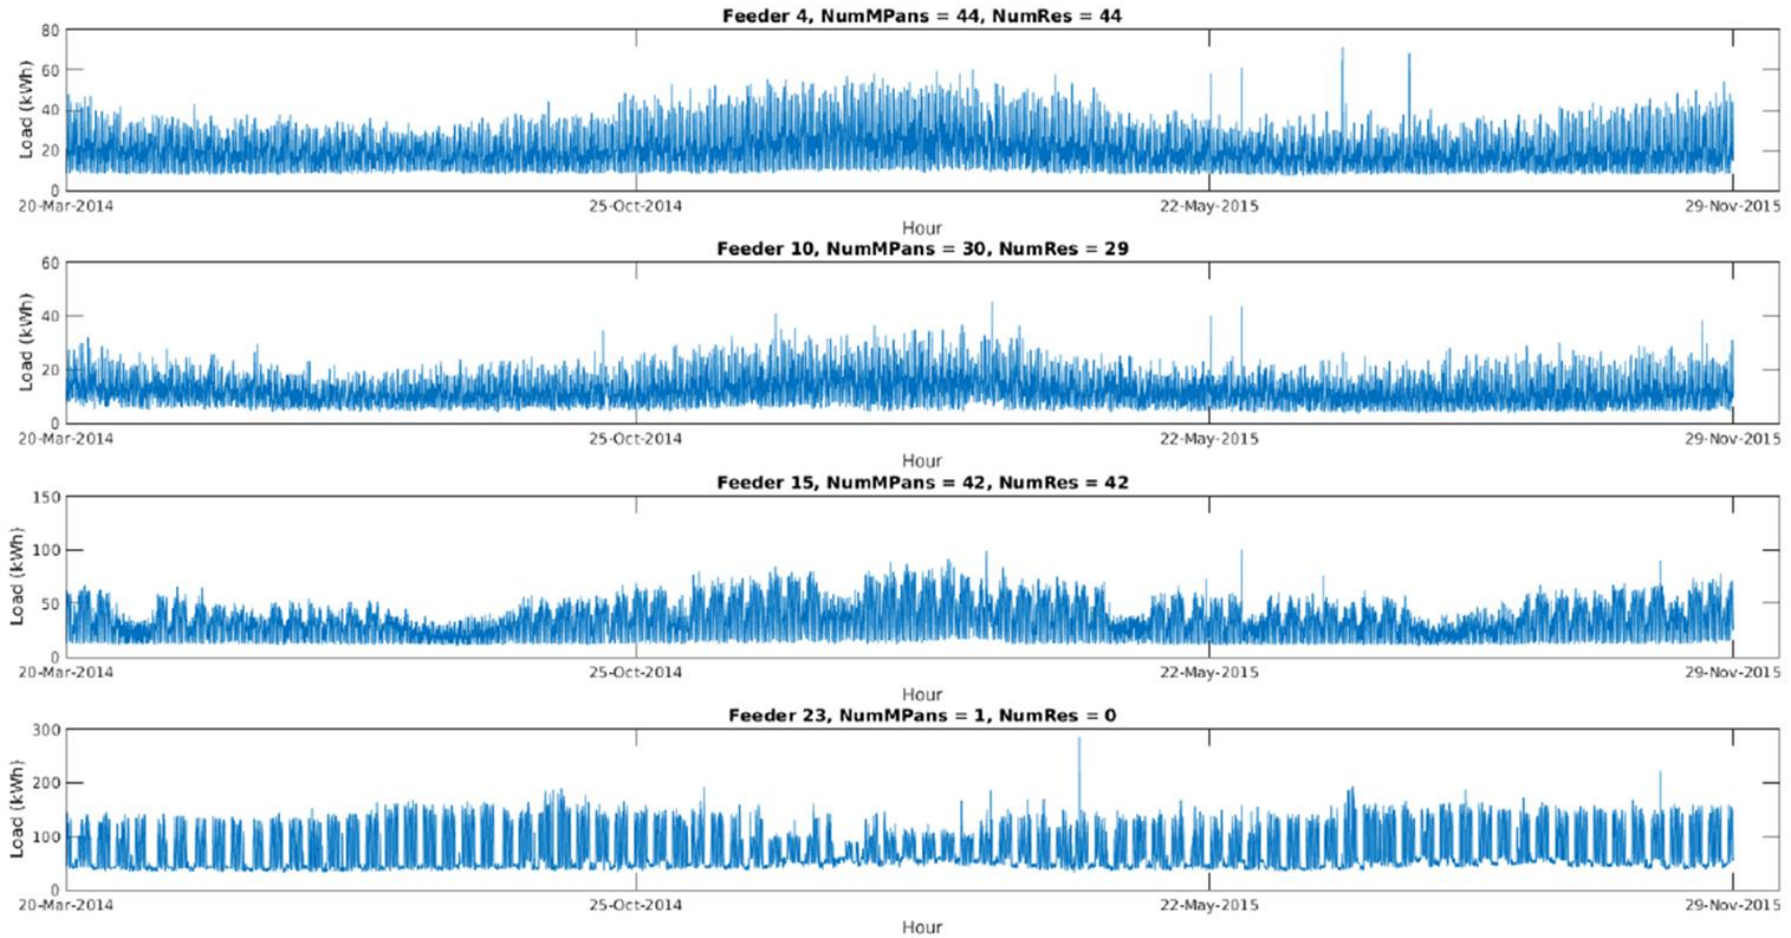 Feeder 4, NumMPans = 44, NumRes = 44
80
60
40
20
0
Load (kWh)
20-Mar-2014 25-Oct-2014 22-May-2015 29-Nov-2015
Hour
Feeder 10, NumMPans = 30, NumRes = 29
60
40
20
0
Load (kWh)
20-Mar-2014 25-Oct-2014 22-May-2015 29-Nov-2015
Hour
Feeder 15, NumMPans = 42, NumRes = 42
150
100
50
0
Load (kWh)
20-Mar-2014 25-Oct-2014 22-May-2015 29-Nov-2015
Hour
Feeder 23, NumMPans = 1, NumRes = 0
300
200
100
0
Load (kWh)
20-Mar-2014 25-Oct-2014 22-May-2015 29-Nov-2015
Hour